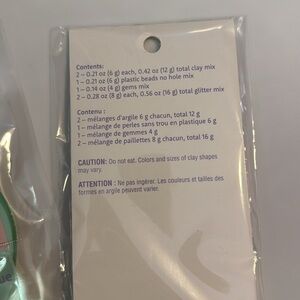 Contents:
2 – 0.21 oz (6 g) each, 0.42 oz (12 g) total clay mix
1 – 0.21 oz (6 g) plastic beads no hole mix
1 – 0.14 oz (4 g) gems mix
2 – 0.28 oz (8 g) each, 0.56 oz (16 g) total glitter mix
Contenu :
2 – mélanges d'argile 6 g chacun, total 12 g
1 – mélange de perles sans trou en plastique 6 g
1 – mélange de gemmes 4 g
2 – mélange de paillettes 8 g chacun, total 16 g
CAUTION: Do not eat. Colors and sizes of clay shapes
may vary.
ATTENTION : Ne pas ingérer. Les couleurs et tailles des
formes en argile peuvent varier.